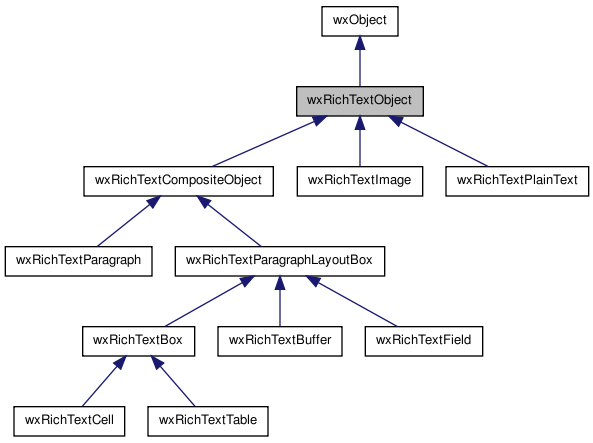 wxObject
wxRichTextObject
wxRichTextCompositeObject
wxRichTextImage
wxRichTextPlainText
wxRichTextParagraph
wxRichTextParagraphLayoutBox
wxRichTextBox
wxRichTextBuffer
wxRichTextField
wxRichTextCell
wxRichTextTable